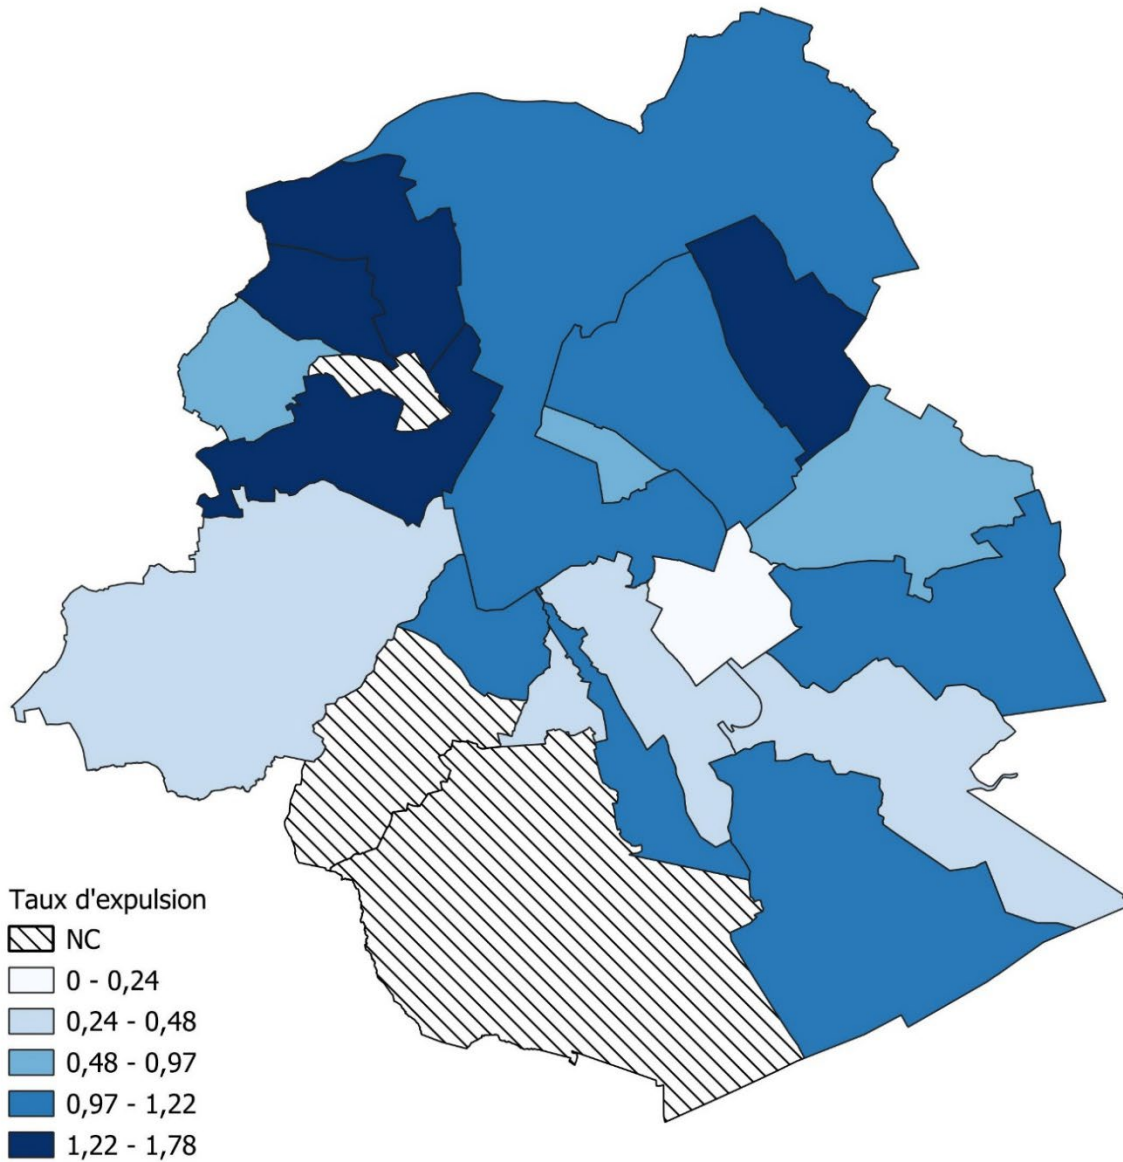 Taux d'expulsion
NC
0 - 0,24
0,24 - 0,48
0,48 - 0,97
0,97 - 1,22
1,22 - 1,78